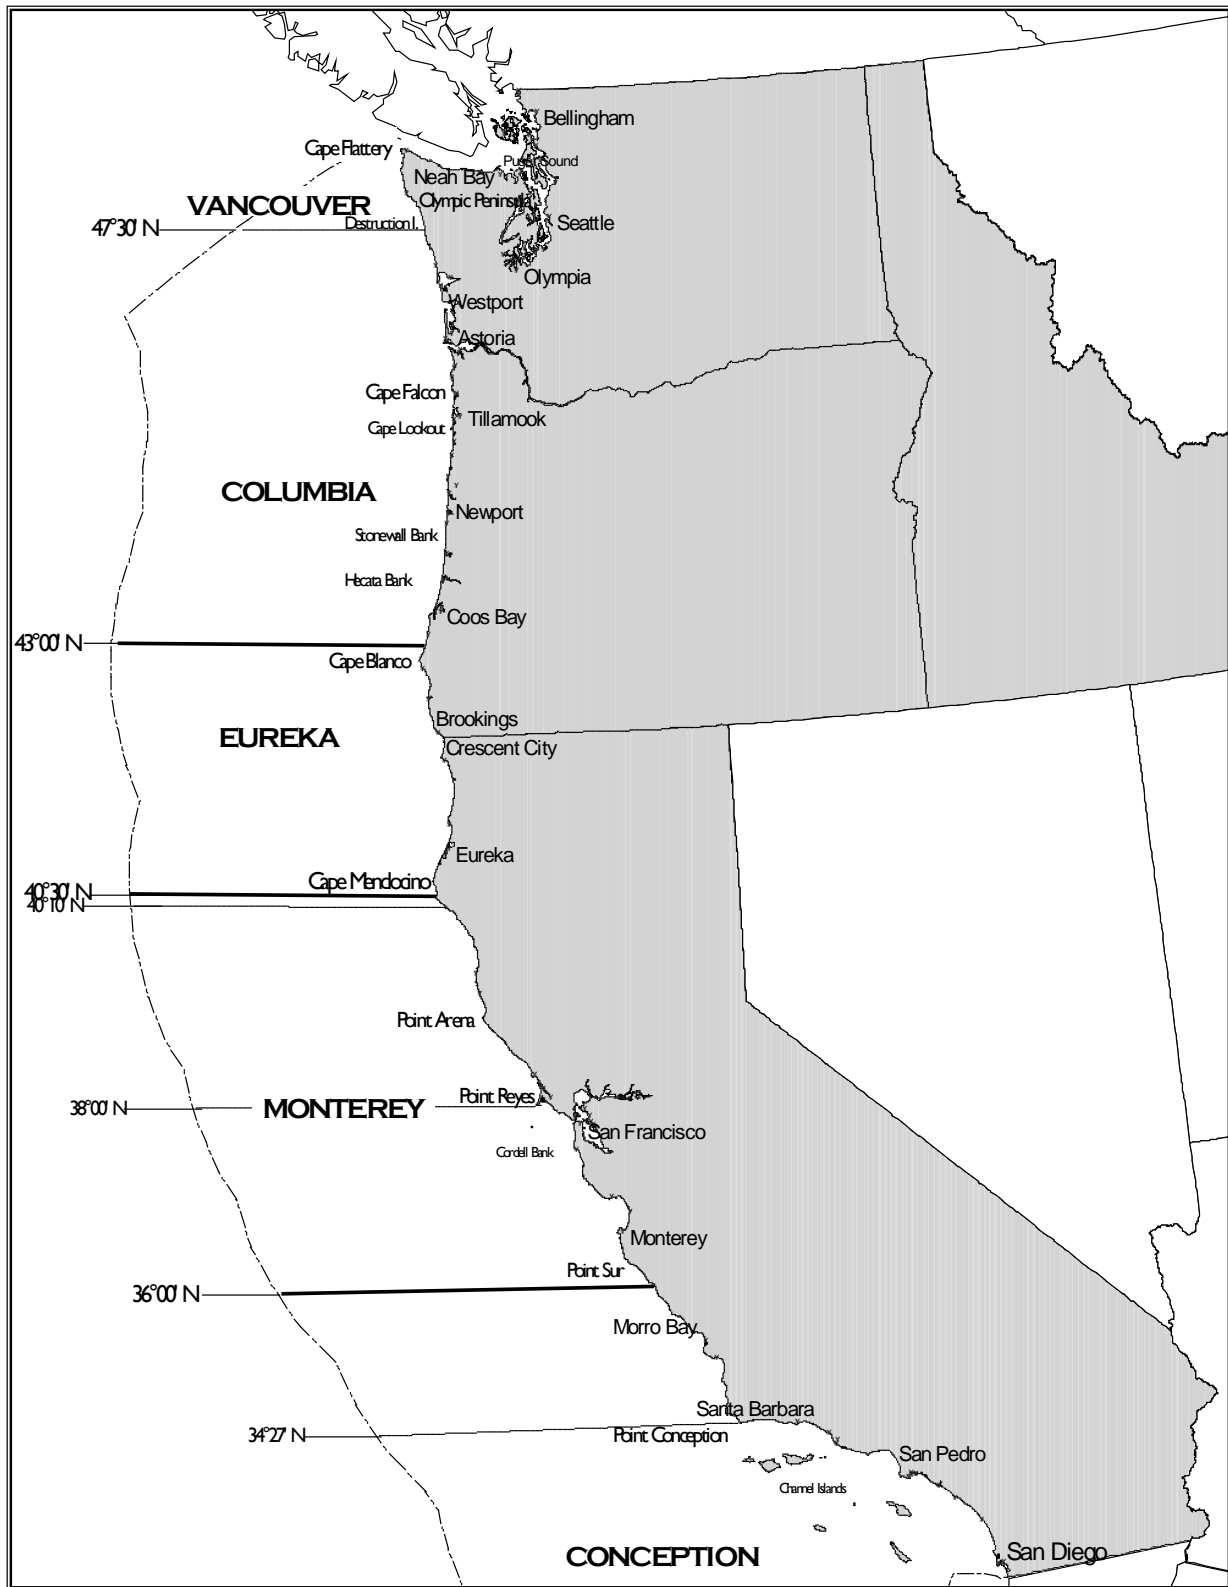 Bellingham
Cape Flattery
Puget Sound
Neah Bay
VANCOUVER
Olympic Peninsula
47°30' N
Destruction I.
Seattle
Olympia
Westport
Astoria
Cape Falcon
Tillamook
Cape Lookout
COLUMBIA
Newport
Stonewall Bank
Hecata Bank
Coos Bay
43°00' N
Cape Blanco
Brookings
EUREKA
Crescent City
Eureka
Cape Mendocino
40°30' N
40°10' N
Point Arena
Point Reyes
38°00' N
MONTEREY
San Francisco
Cordell Bank
Monterey
Point Sur
36°00' N
Morro Bay
Santa Barbara
34°27' N
Point Conception
San Pedro
Channel Islands
CONCEPTION
San Diego